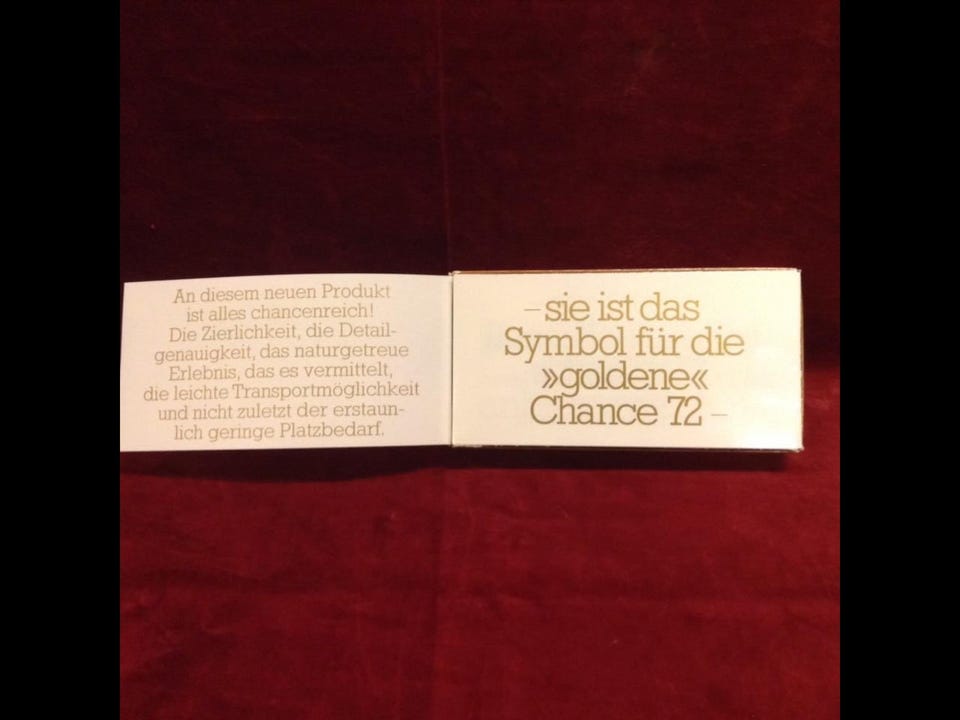 An diesem neuen Produkt
ist alles chancenreich!
Die Zierlichkeit, die Detail-
genauigkeit, das naturgetreue
Erlebnis, das es vermittelt,
die leichte Transportmöglichkeit
und nicht zuletzt der erstaun-
lich geringe Platzbedarf.
– sie ist das
Symbol für die
»goldene«
Chance 72 –